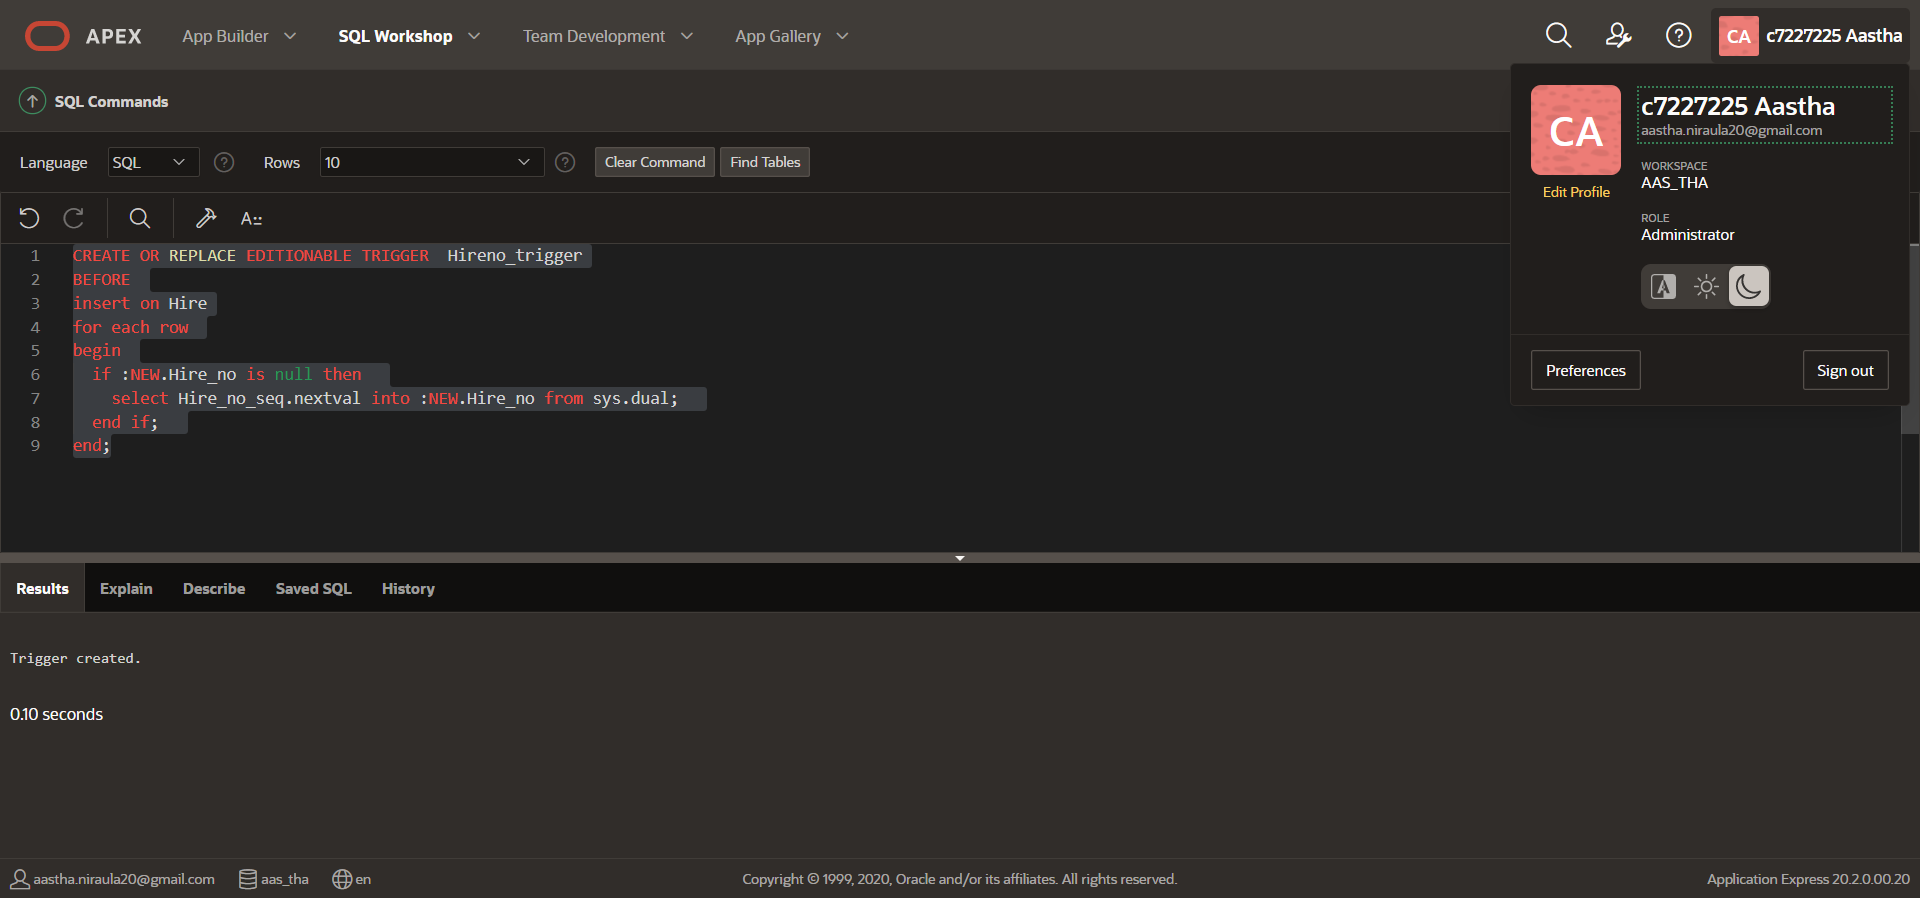 APEX App Builder SQL Workshop Team Development App Gallery CA c7227225 Aastha
SQL Commands
CA
c7227225 Aastha
aastha.niraula20@gmail.com
Edit Profile
WORKSPACE
AAS_THA
ROLE
Administrator
Preferences Sign out
Language SQL Rows 10 Clear Command Find Tables
A
1 CREATE OR REPLACE EDITIONABLE TRIGGER  Hireno_trigger
2 BEFORE
3 insert on Hire
4 for each row
5 begin
6   if :NEW.Hire_no is null then
7     select Hire_no_seq.nextval into :NEW.Hire_no from sys.dual;
8   end if;
9 end;
Results Explain Describe Saved SQL History
Trigger created.
0.10 seconds
aastha.niraula20@gmail.com aas_tha en Copyright © 1999, 2020, Oracle and/or its affiliates. All rights reserved. Application Express 20.2.0.00.20